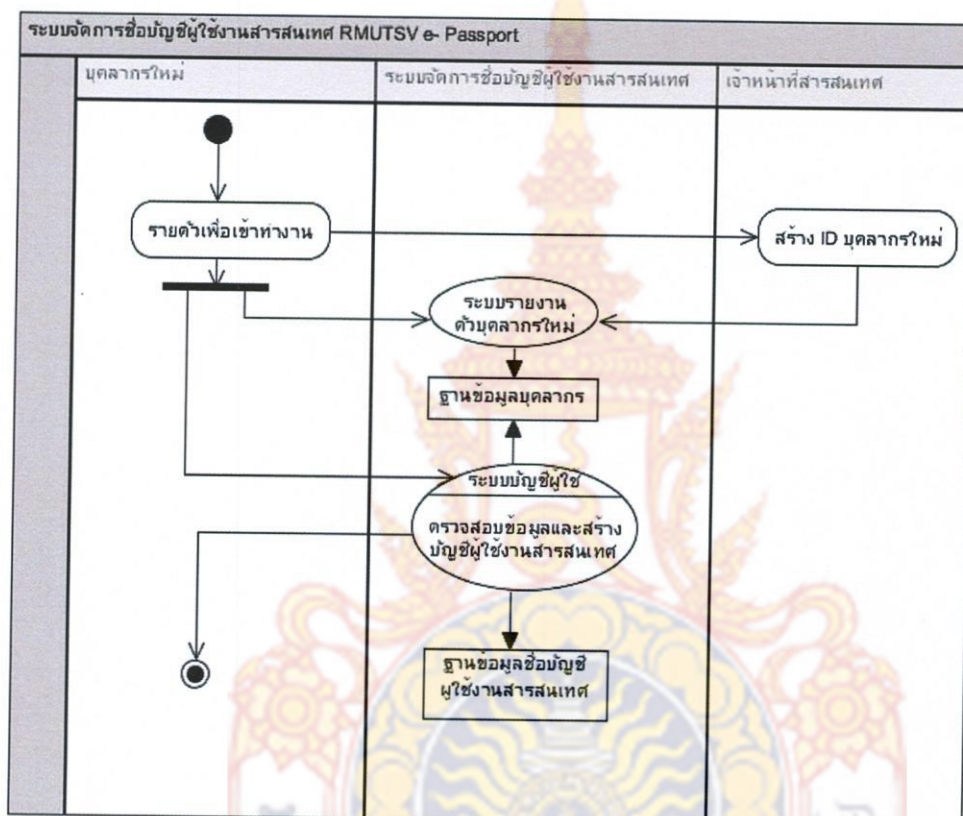 ระบบจัดการชื่อบัญชีผู้ใช้งานสารสนเทศ RMUTSV e- Passport
บุคลากรใหม่
ระบบจัดการชื่อบัญชีผู้ใช้งานสารสนเทศ
เจ้าหน้าที่สารสนเทศ
รายตัวเพื่อเข้าทำงาน
สร้าง ID บุคลากรใหม่
ระบบรายงาน
ตัวบุคลากรใหม่
ฐานข้อมูลบุคลากร
ระบบบัญชีผู้ใช้
ตรวจสอบข้อมูลและสร้าง
บัญชีผู้ใช้งานสารสนเทศ
ฐานข้อมูลชื่อบัญชี
ผู้ใช้งานสารสนเทศ